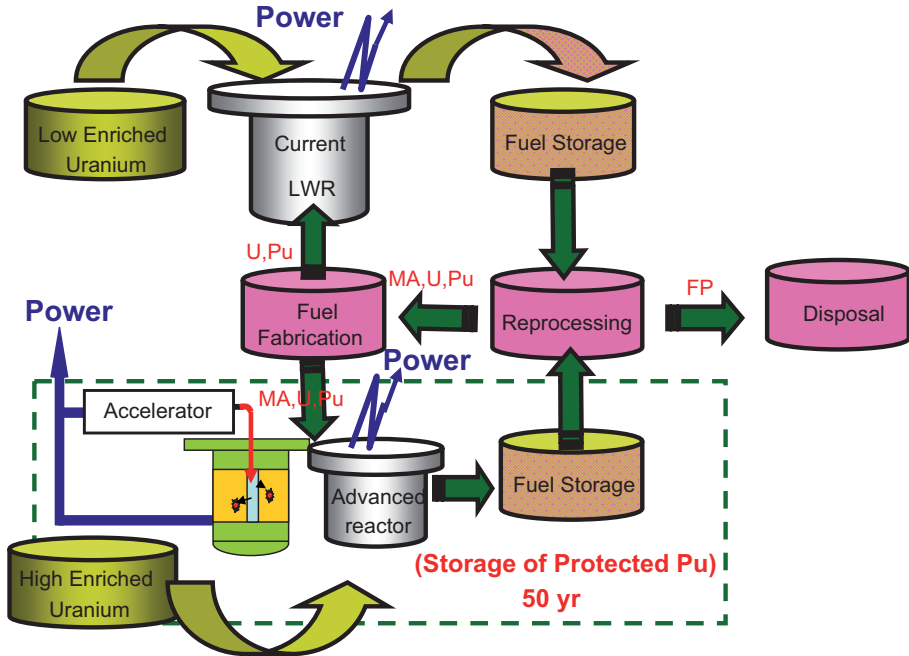 Power
Low Enriched
Uranium
Current
LWR
Fuel Storage
U,Pu
MA,U,Pu
FP
Fuel
Fabrication
Reprocessing
Disposal
Power
Power
MA,U,Pu
Accelerator
Advanced
reactor
Fuel Storage
High Enriched
Uranium
(Storage of Protected Pu)
50 yr